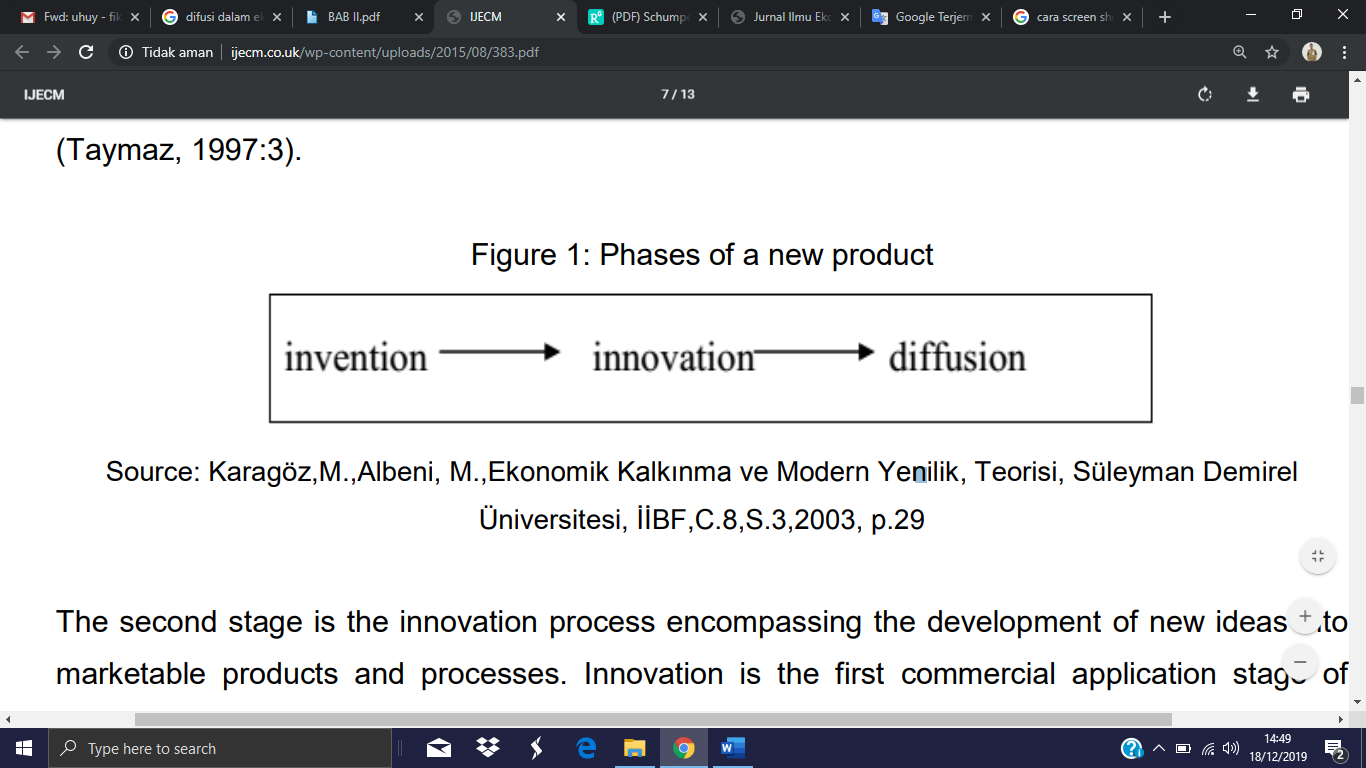 Fwd: uhuy - fik
difusi dalam ek
BAB II.pdf
IJECM
(PDF) Schumpe
Jurnal Ilmu Eko
Google Terjem
cara screen sh
Tidak aman | ijecm.co.uk/wp-content/uploads/2015/08/383.pdf
IJECM 7 / 13
(Taymaz, 1997:3).
Figure 1: Phases of a new product
invention innovation diffusion
Source: Karagöz,M.,Albeni, M.,Ekonomik Kalkınma ve Modern Yenilik, Teorisi, Süleyman Demirel
Üniversitesi, İİBF,C.8,S.3,2003, p.29
The second stage is the innovation process encompassing the development of new ideas into
marketable products and processes. Innovation is the first commercial application stage of
Type here to search
14:49
18/12/2019
2